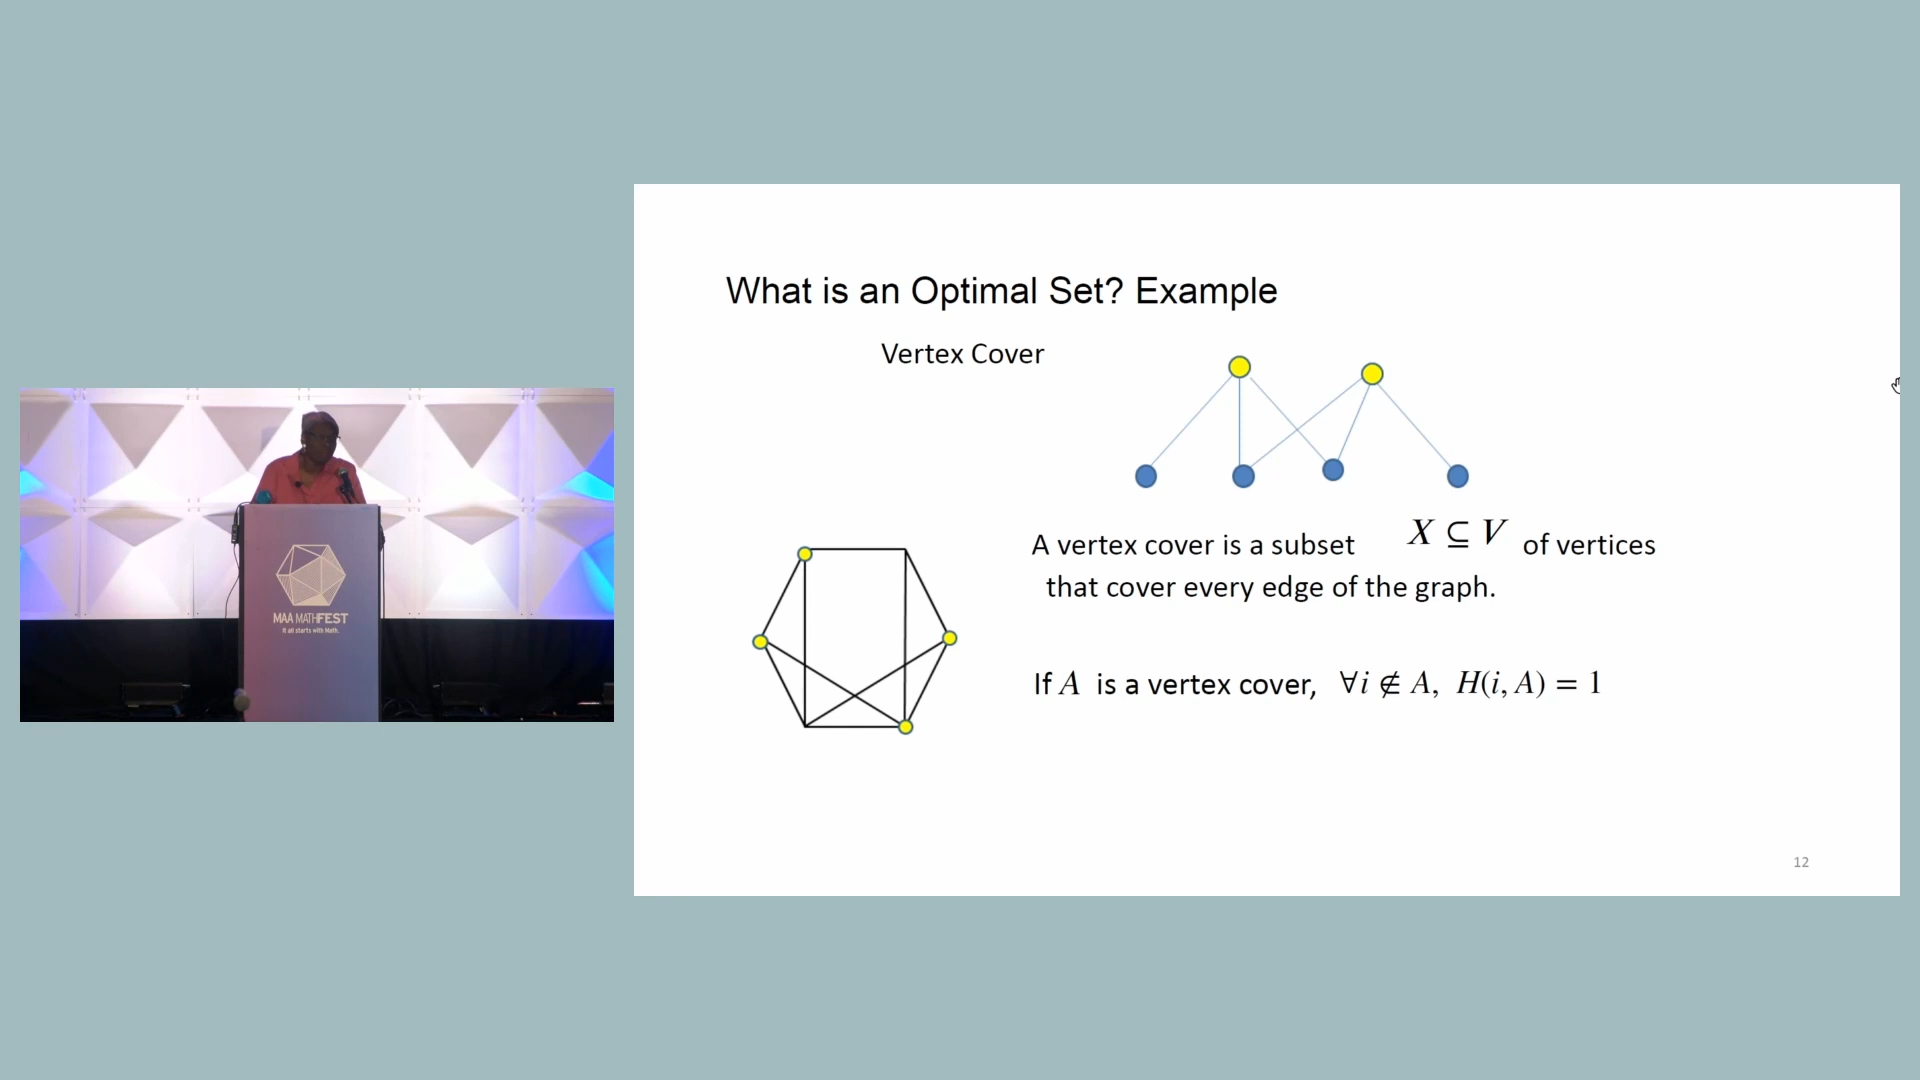 What is an Optimal Set? Example
Vertex Cover
A vertex cover is a subset X ⊆ V of vertices
that cover every edge of the graph.
If A is a vertex cover, ∀i ∉ A, H(i, A) = 1
12
MAA MATHFEST
It all starts with Math.